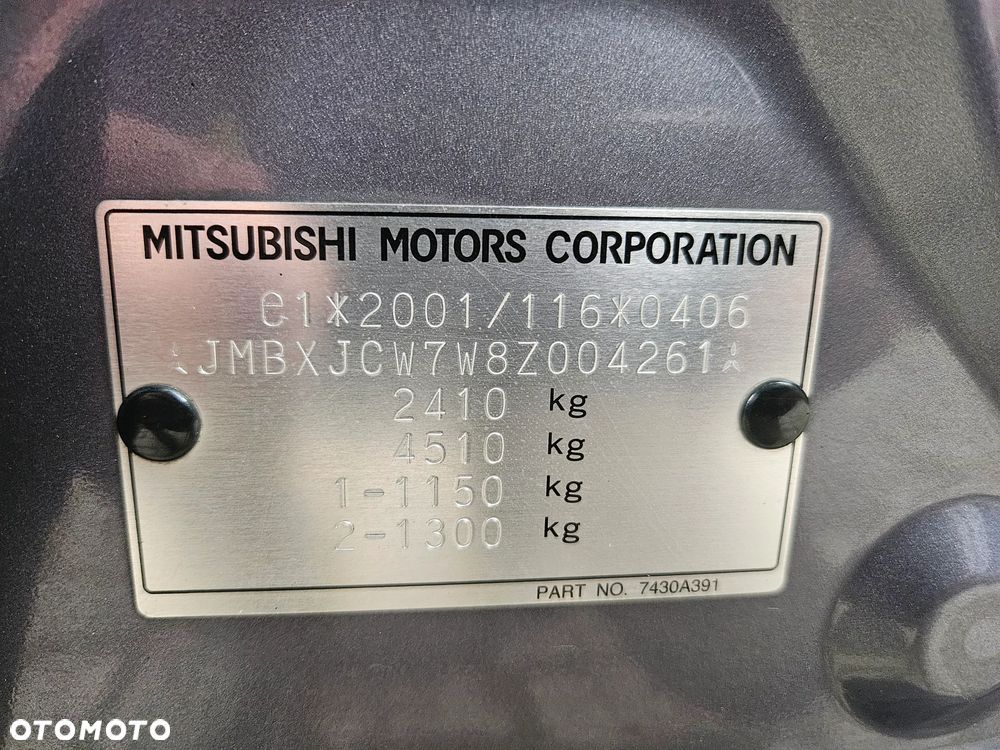 MITSUBISHI MOTORS CORPORATION
e1*2001/116*0406
*JMBXJCW7W8Z004261*
2410 kg
4510 kg
1-1150 kg
2-1300 kg
PART NO. 7430A391
OTOMOTO